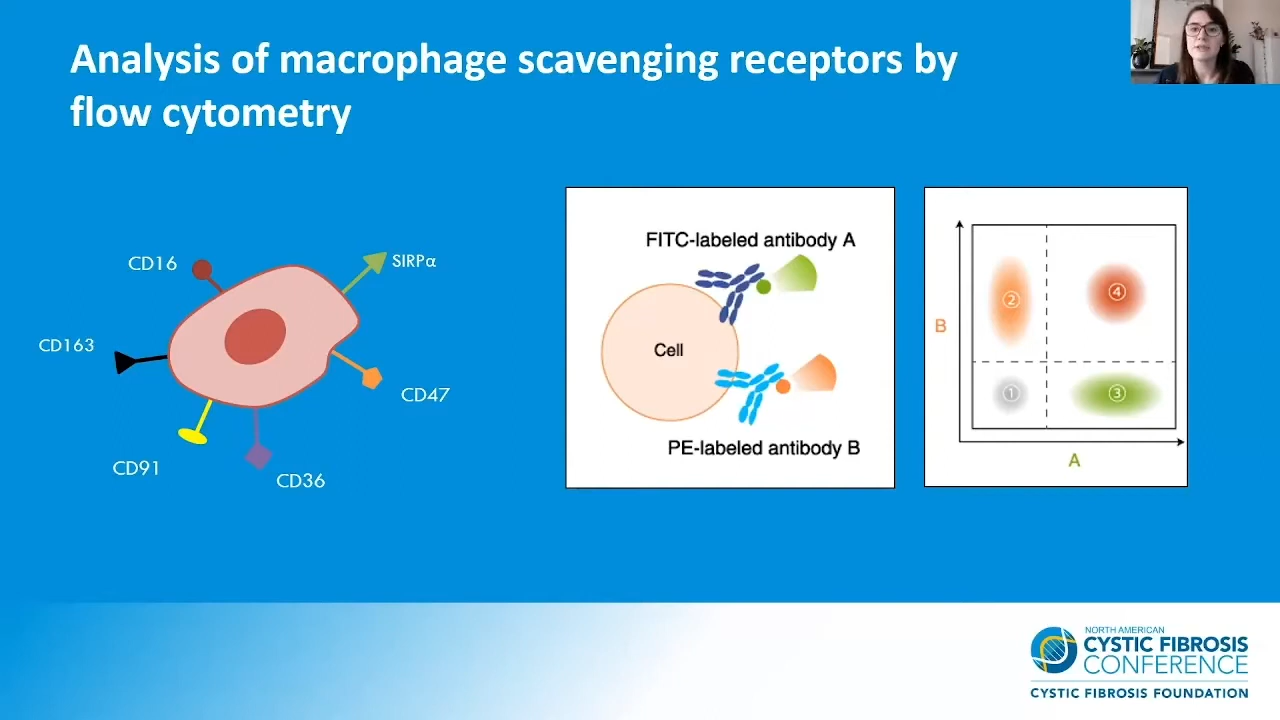 Analysis of macrophage scavenging receptors by
flow cytometry
CD16
SIRPα
CD163
CD47
CD91
CD36
FITC-labeled antibody A
Cell
PE-labeled antibody B
B
②
④
①
③
A
NORTH AMERICAN
CYSTIC FIBROSIS
CONFERENCE
CYSTIC FIBROSIS FOUNDATION